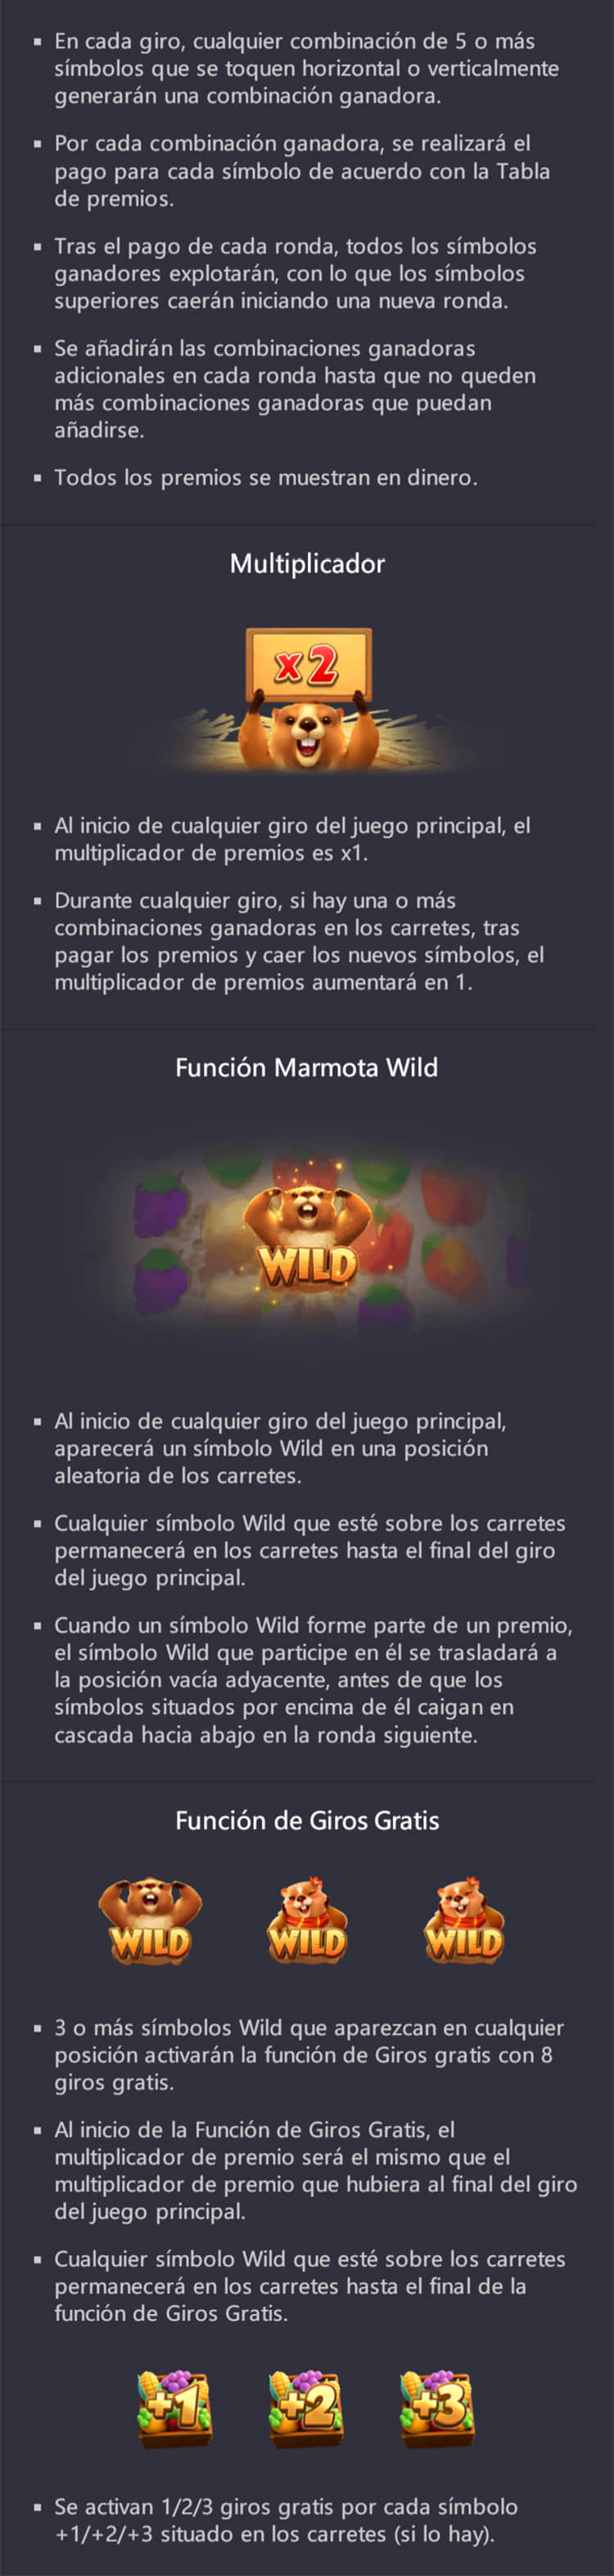 ▪ En cada giro, cualquier combinación de 5 o más
símbolos que se toquen horizontal o verticalmente
generarán una combinación ganadora.
▪ Por cada combinación ganadora, se realizará el
pago para cada símbolo de acuerdo con la Tabla
de premios.
▪ Tras el pago de cada ronda, todos los símbolos
ganadores explotarán, con lo que los símbolos
superiores caerán iniciando una nueva ronda.
▪ Se añadirán las combinaciones ganadoras
adicionales en cada ronda hasta que no queden
más combinaciones ganadoras que puedan
añadirse.
▪ Todos los premios se muestran en dinero.
Multiplicador
x2
▪ Al inicio de cualquier giro del juego principal, el
multiplicador de premios es x1.
▪ Durante cualquier giro, si hay una o más
combinaciones ganadoras en los carretes, tras
pagar los premios y caer los nuevos símbolos, el
multiplicador de premios aumentará en 1.
Función Marmota Wild
WILD
▪ Al inicio de cualquier giro del juego principal,
aparecerá un símbolo Wild en una posición
aleatoria de los carretes.
▪ Cualquier símbolo Wild que esté sobre los carretes
permanecerá en los carretes hasta el final del giro
del juego principal.
▪ Cuando un símbolo Wild forme parte de un premio,
el símbolo Wild que participe en él se trasladará a
la posición vacía adyacente, antes de que los
símbolos situados por encima de él caigan en
cascada hacia abajo en la ronda siguiente.
Función de Giros Gratis
WILD WILD WILD
▪ 3 o más símbolos Wild que aparezcan en cualquier
posición activarán la función de Giros gratis con 8
giros gratis.
▪ Al inicio de la Función de Giros Gratis, el
multiplicador de premio será el mismo que el
multiplicador de premio que hubiera al final del giro
del juego principal.
▪ Cualquier símbolo Wild que esté sobre los carretes
permanecerá en los carretes hasta el final de la
función de Giros Gratis.
+1 +2 +3
▪ Se activan 1/2/3 giros gratis por cada símbolo
+1/+2/+3 situado en los carretes (si lo hay).